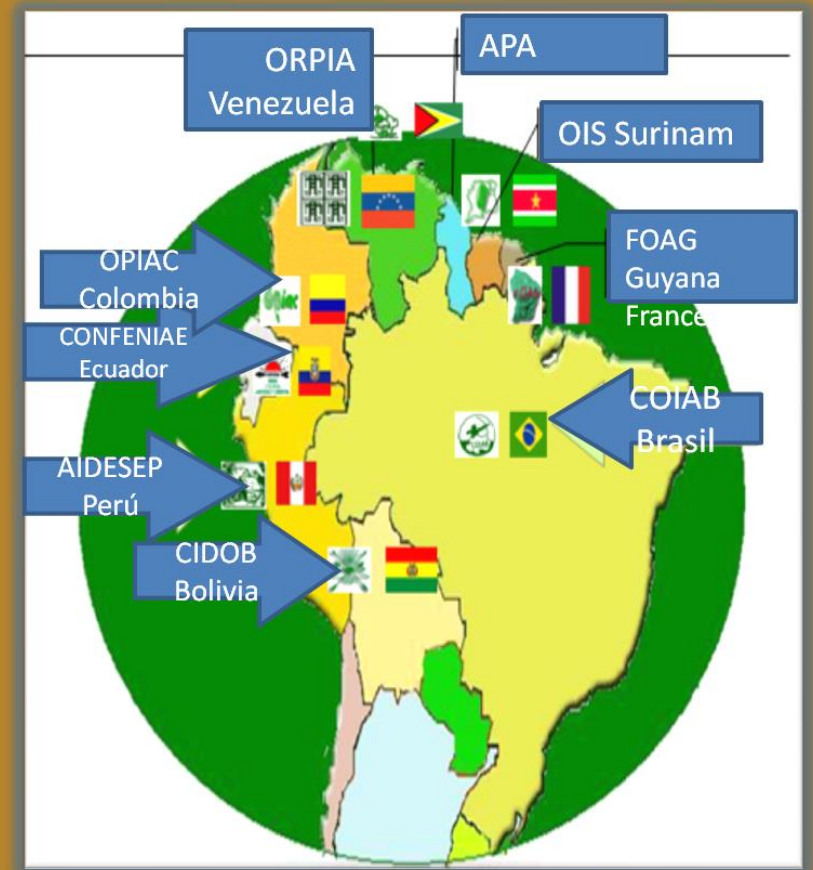 ORPIA
Venezuela
APA
OIS Surinam
FOAG
Guyana
France
OPIAC
Colombia
CONFENIAE
Ecuador
COIAB
Brasil
AIDESEP
Perú
CIDOB
Bolivia